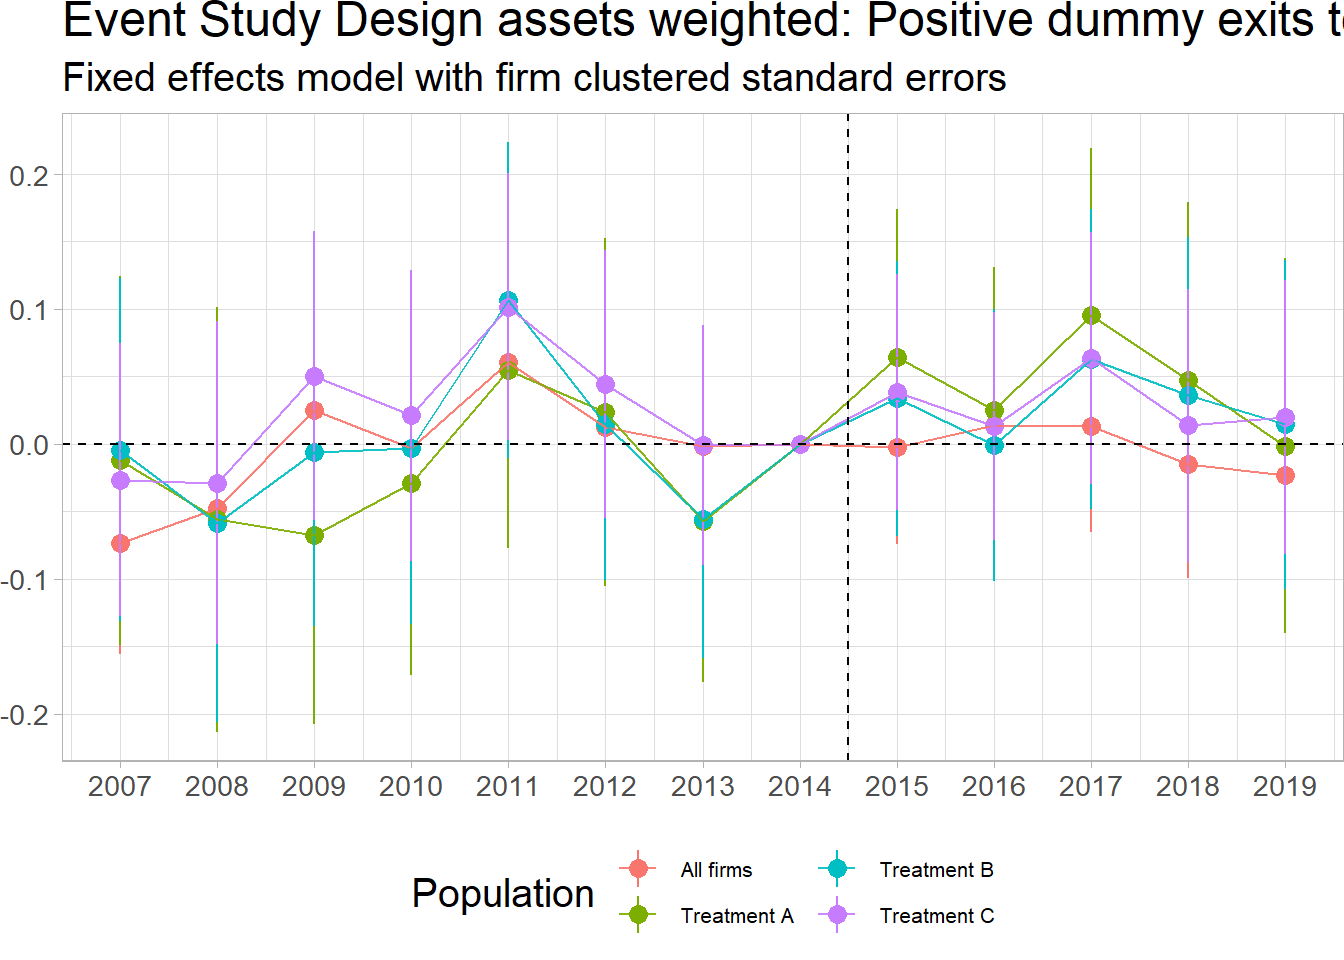 Event Study Design assets weighted: Positive dummy exits
Fixed effects model with firm clustered standard errors
0.2
0.1
0.0
-0.1
-0.2
2007 2008 2009 2010 2011 2012 2013 2014 2015 2016 2017 2018 2019
Population
All firms
Treatment A
Treatment B
Treatment C